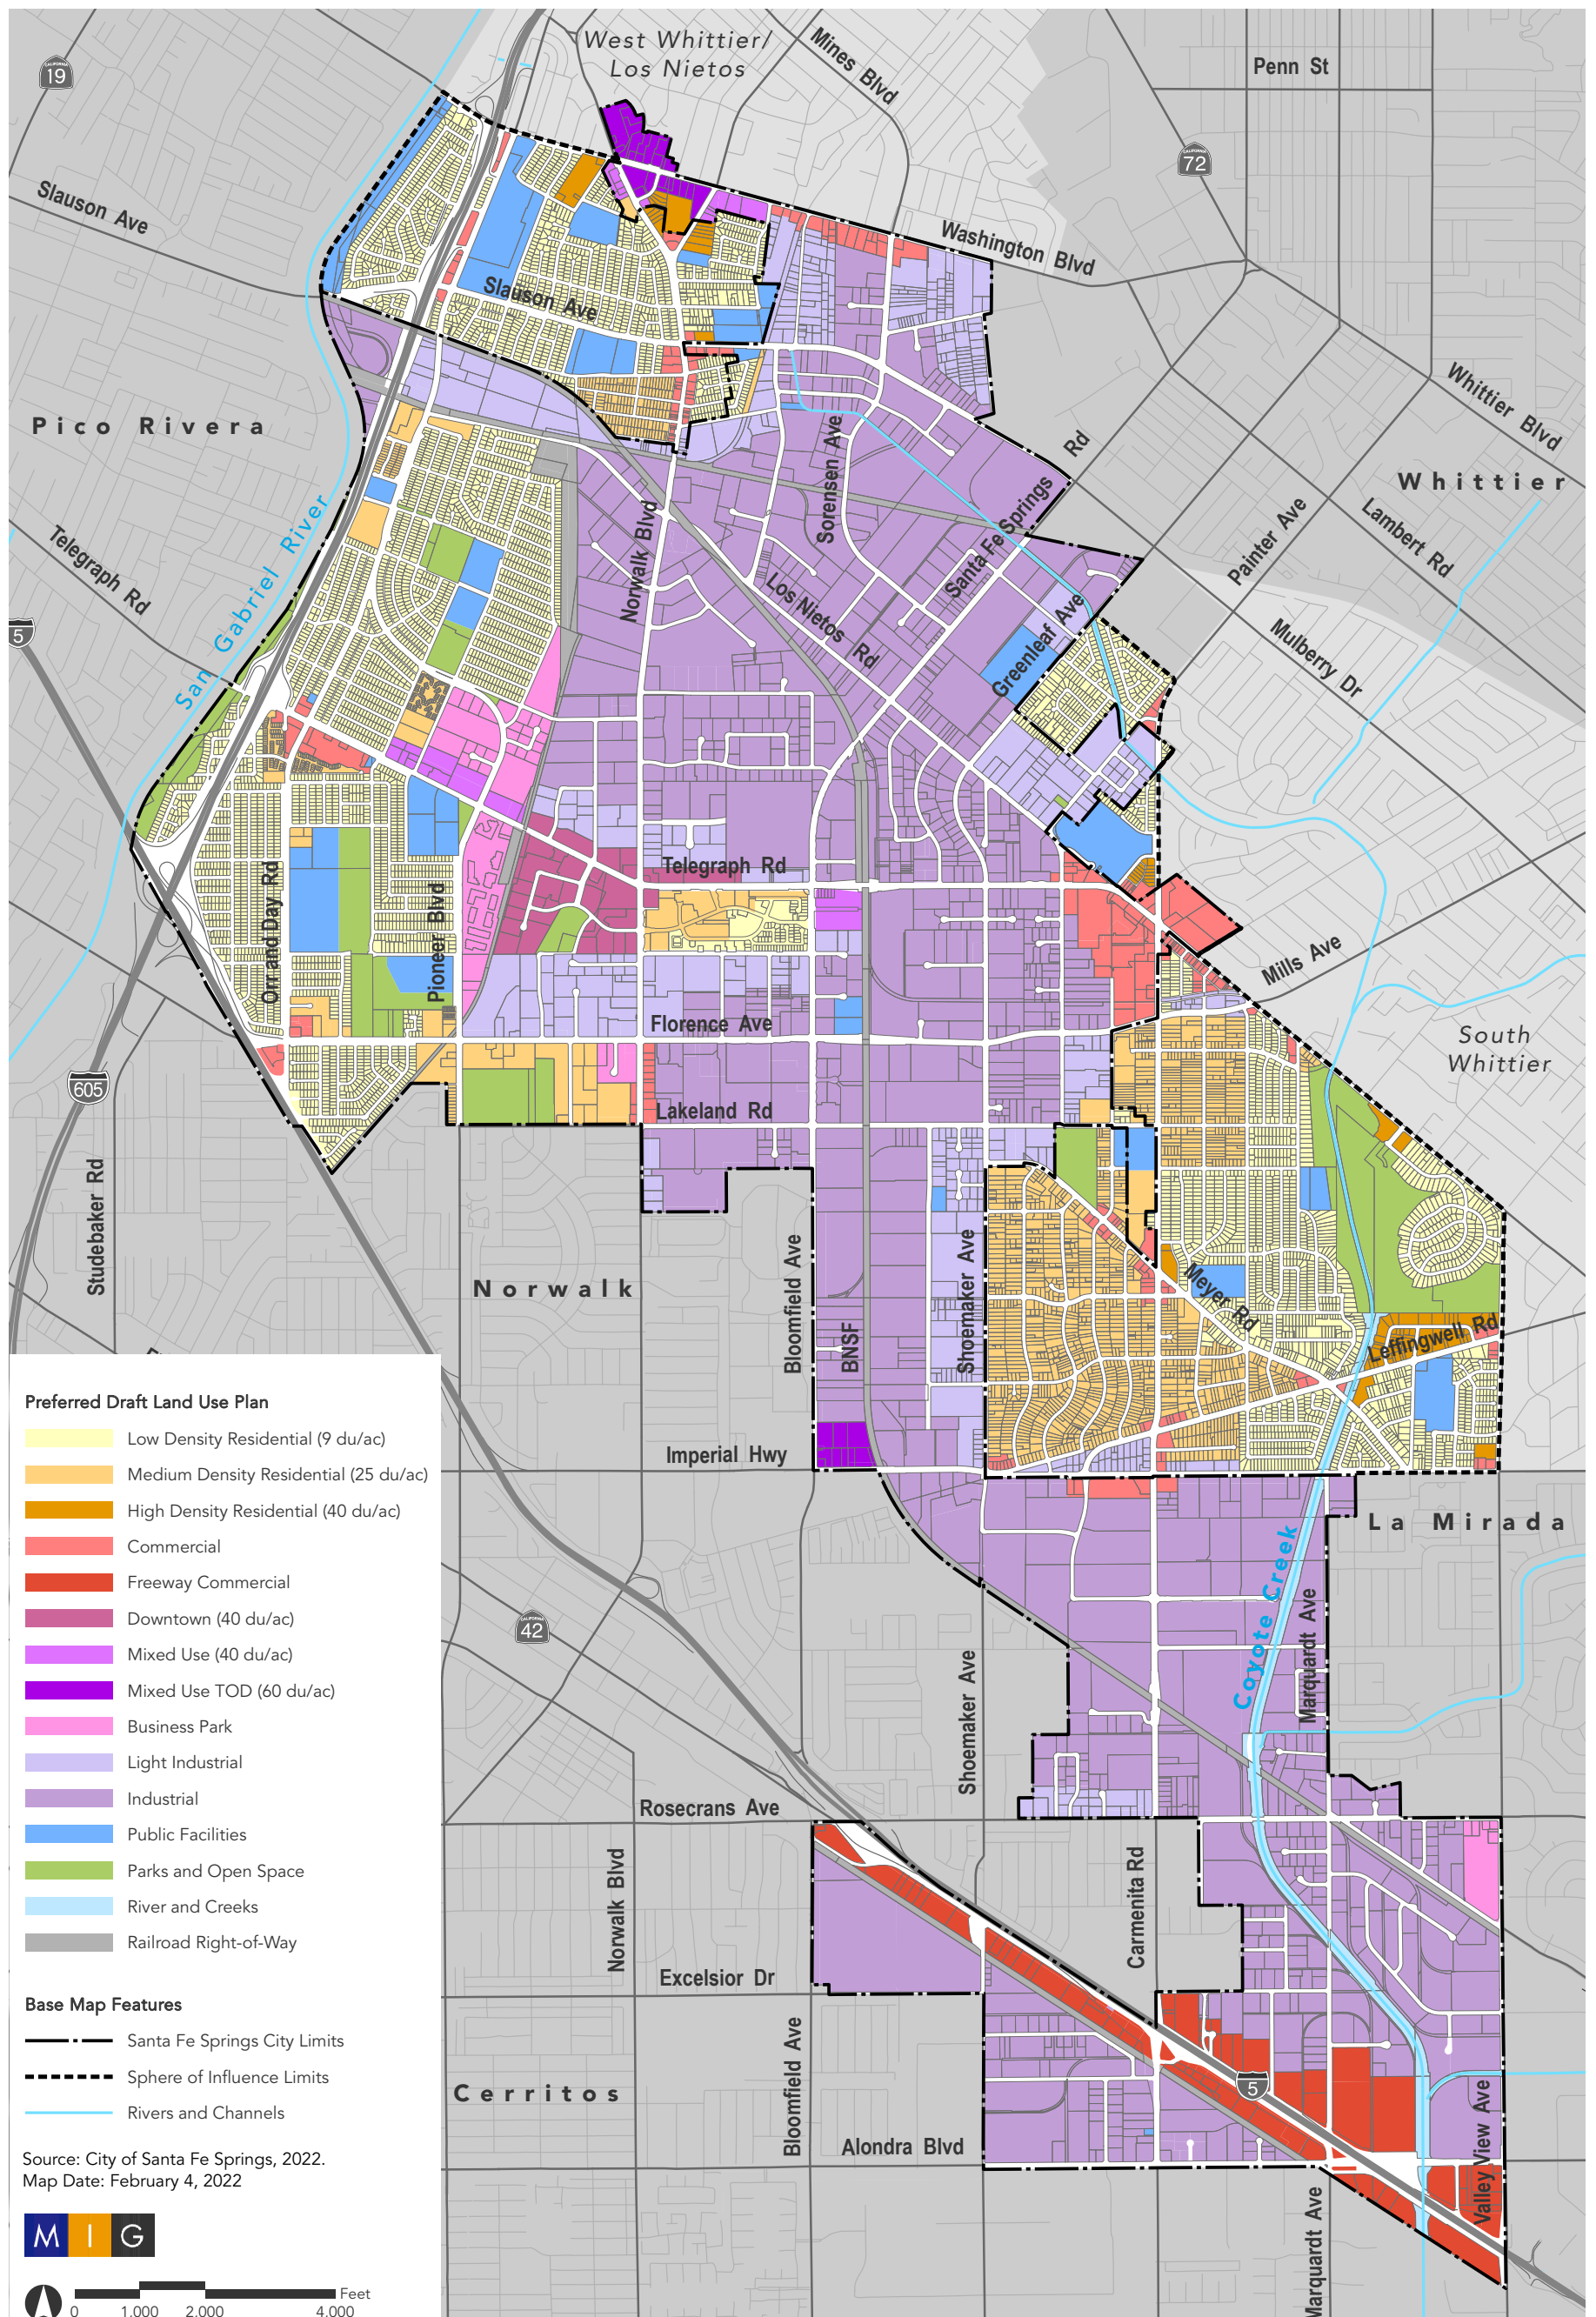 West Whittier/
Los Nietos
Mines Blvd
Penn St
CALIFORNIA
19
CALIFORNIA
72
Slauson Ave
Washington Blvd
Slauson Ave
Whittier Blvd
Pico Rivera
Rd
Whittier
Sorensen Ave
Santa Fe Springs
Lambert Rd
Painter Ave
San Gabriel River
Telegraph Rd
Norwalk Blvd
Los Nietos Rd
Greenleaf Ave
Mulberry Dr
5
Telegraph Rd
Orr and Day Rd
Pioneer Blvd
Mills Ave
Florence Ave
South
Whittier
605
Lakeland Rd
Studebaker Rd
Norwalk
Bloomfield Ave
BNSF
Shoemaker Ave
Meyer Rd
Leffingwell Rd
Imperial Hwy
La Mirada
CALIFORNIA
42
Coyote Creek
Marquardt Ave
Shoemaker Ave
Rosecrans Ave
Norwalk Blvd
Carmenita Rd
Excelsior Dr
Bloomfield Ave
Cerritos
5
Alondra Blvd
Valley View Ave
Marquardt Ave
Preferred Draft Land Use Plan
Low Density Residential (9 du/ac)
Medium Density Residential (25 du/ac)
High Density Residential (40 du/ac)
Commercial
Freeway Commercial
Downtown (40 du/ac)
Mixed Use (40 du/ac)
Mixed Use TOD (60 du/ac)
Business Park
Light Industrial
Industrial
Public Facilities
Parks and Open Space
River and Creeks
Railroad Right-of-Way
Base Map Features
Santa Fe Springs City Limits
Sphere of Influence Limits
Rivers and Channels
Source: City of Santa Fe Springs, 2022.
Map Date: February 4, 2022
M I G
Feet
0 1,000 2,000 4,000